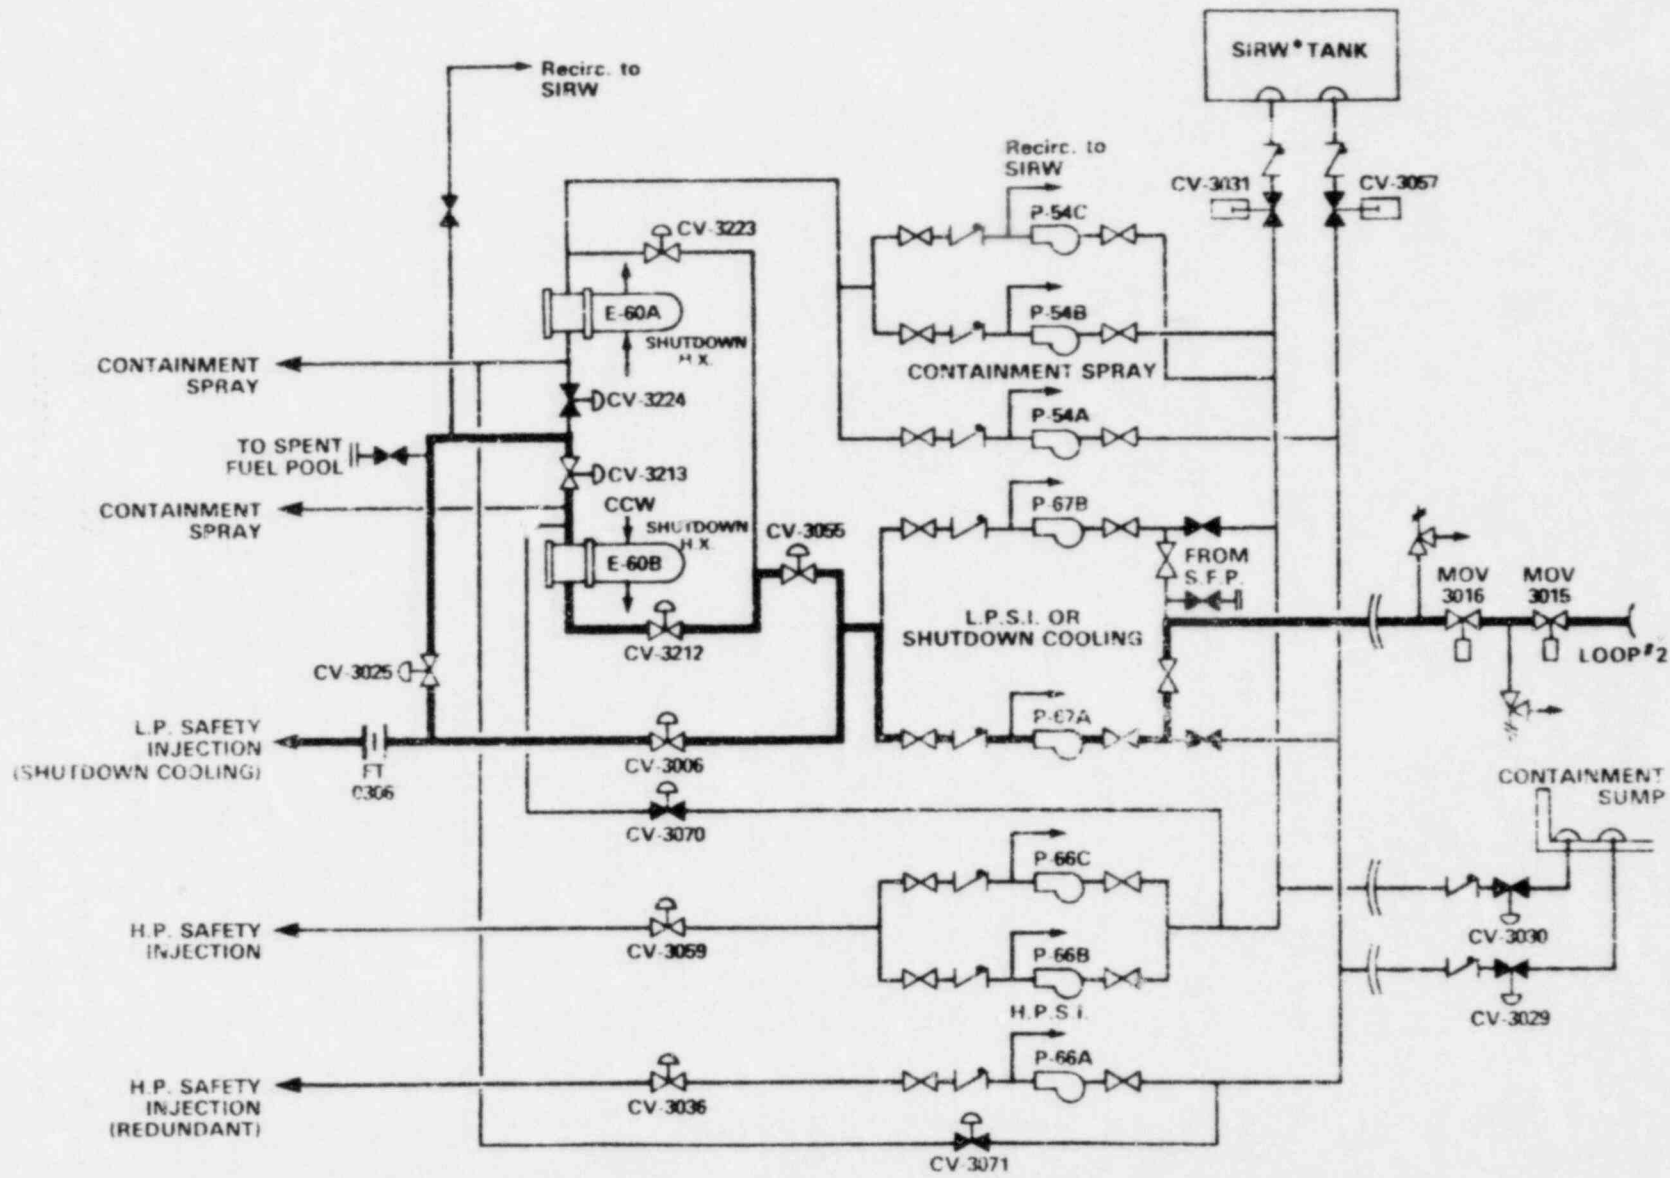 SIRW* TANK
Recirc. to
SIRW
Recirc. to
SIRW
CV-3031
CV-3057
P-54C
CV-3223
E-60A
P-54B
SHUTDOWN
H.X.
CONTAINMENT
SPRAY
CONTAINMENT SPRAY
CV-3224
P-54A
TO SPENT
FUEL POOL
CV-3213
CCW
P-67B
CONTAINMENT
SPRAY
SHUTDOWN
H.X.
CV-3055
E-60B
FROM
S.F.P.
MOV
3016
MOV
3015
L.P.S.I. OR
SHUTDOWN COOLING
CV-3212
LOOP #2
CV-3025
P-67A
L.P. SAFETY
INJECTION
(SHUTDOWN COOLING)
FT
0306
CV-3006
CONTAINMENT
SUMP
CV-3070
P-66C
H.P. SAFETY
INJECTION
CV-3059
P-66B
CV-3030
H.P.S.I.
CV-3029
P-66A
H.P. SAFETY
INJECTION
(REDUNDANT)
CV-3036
CV-3071